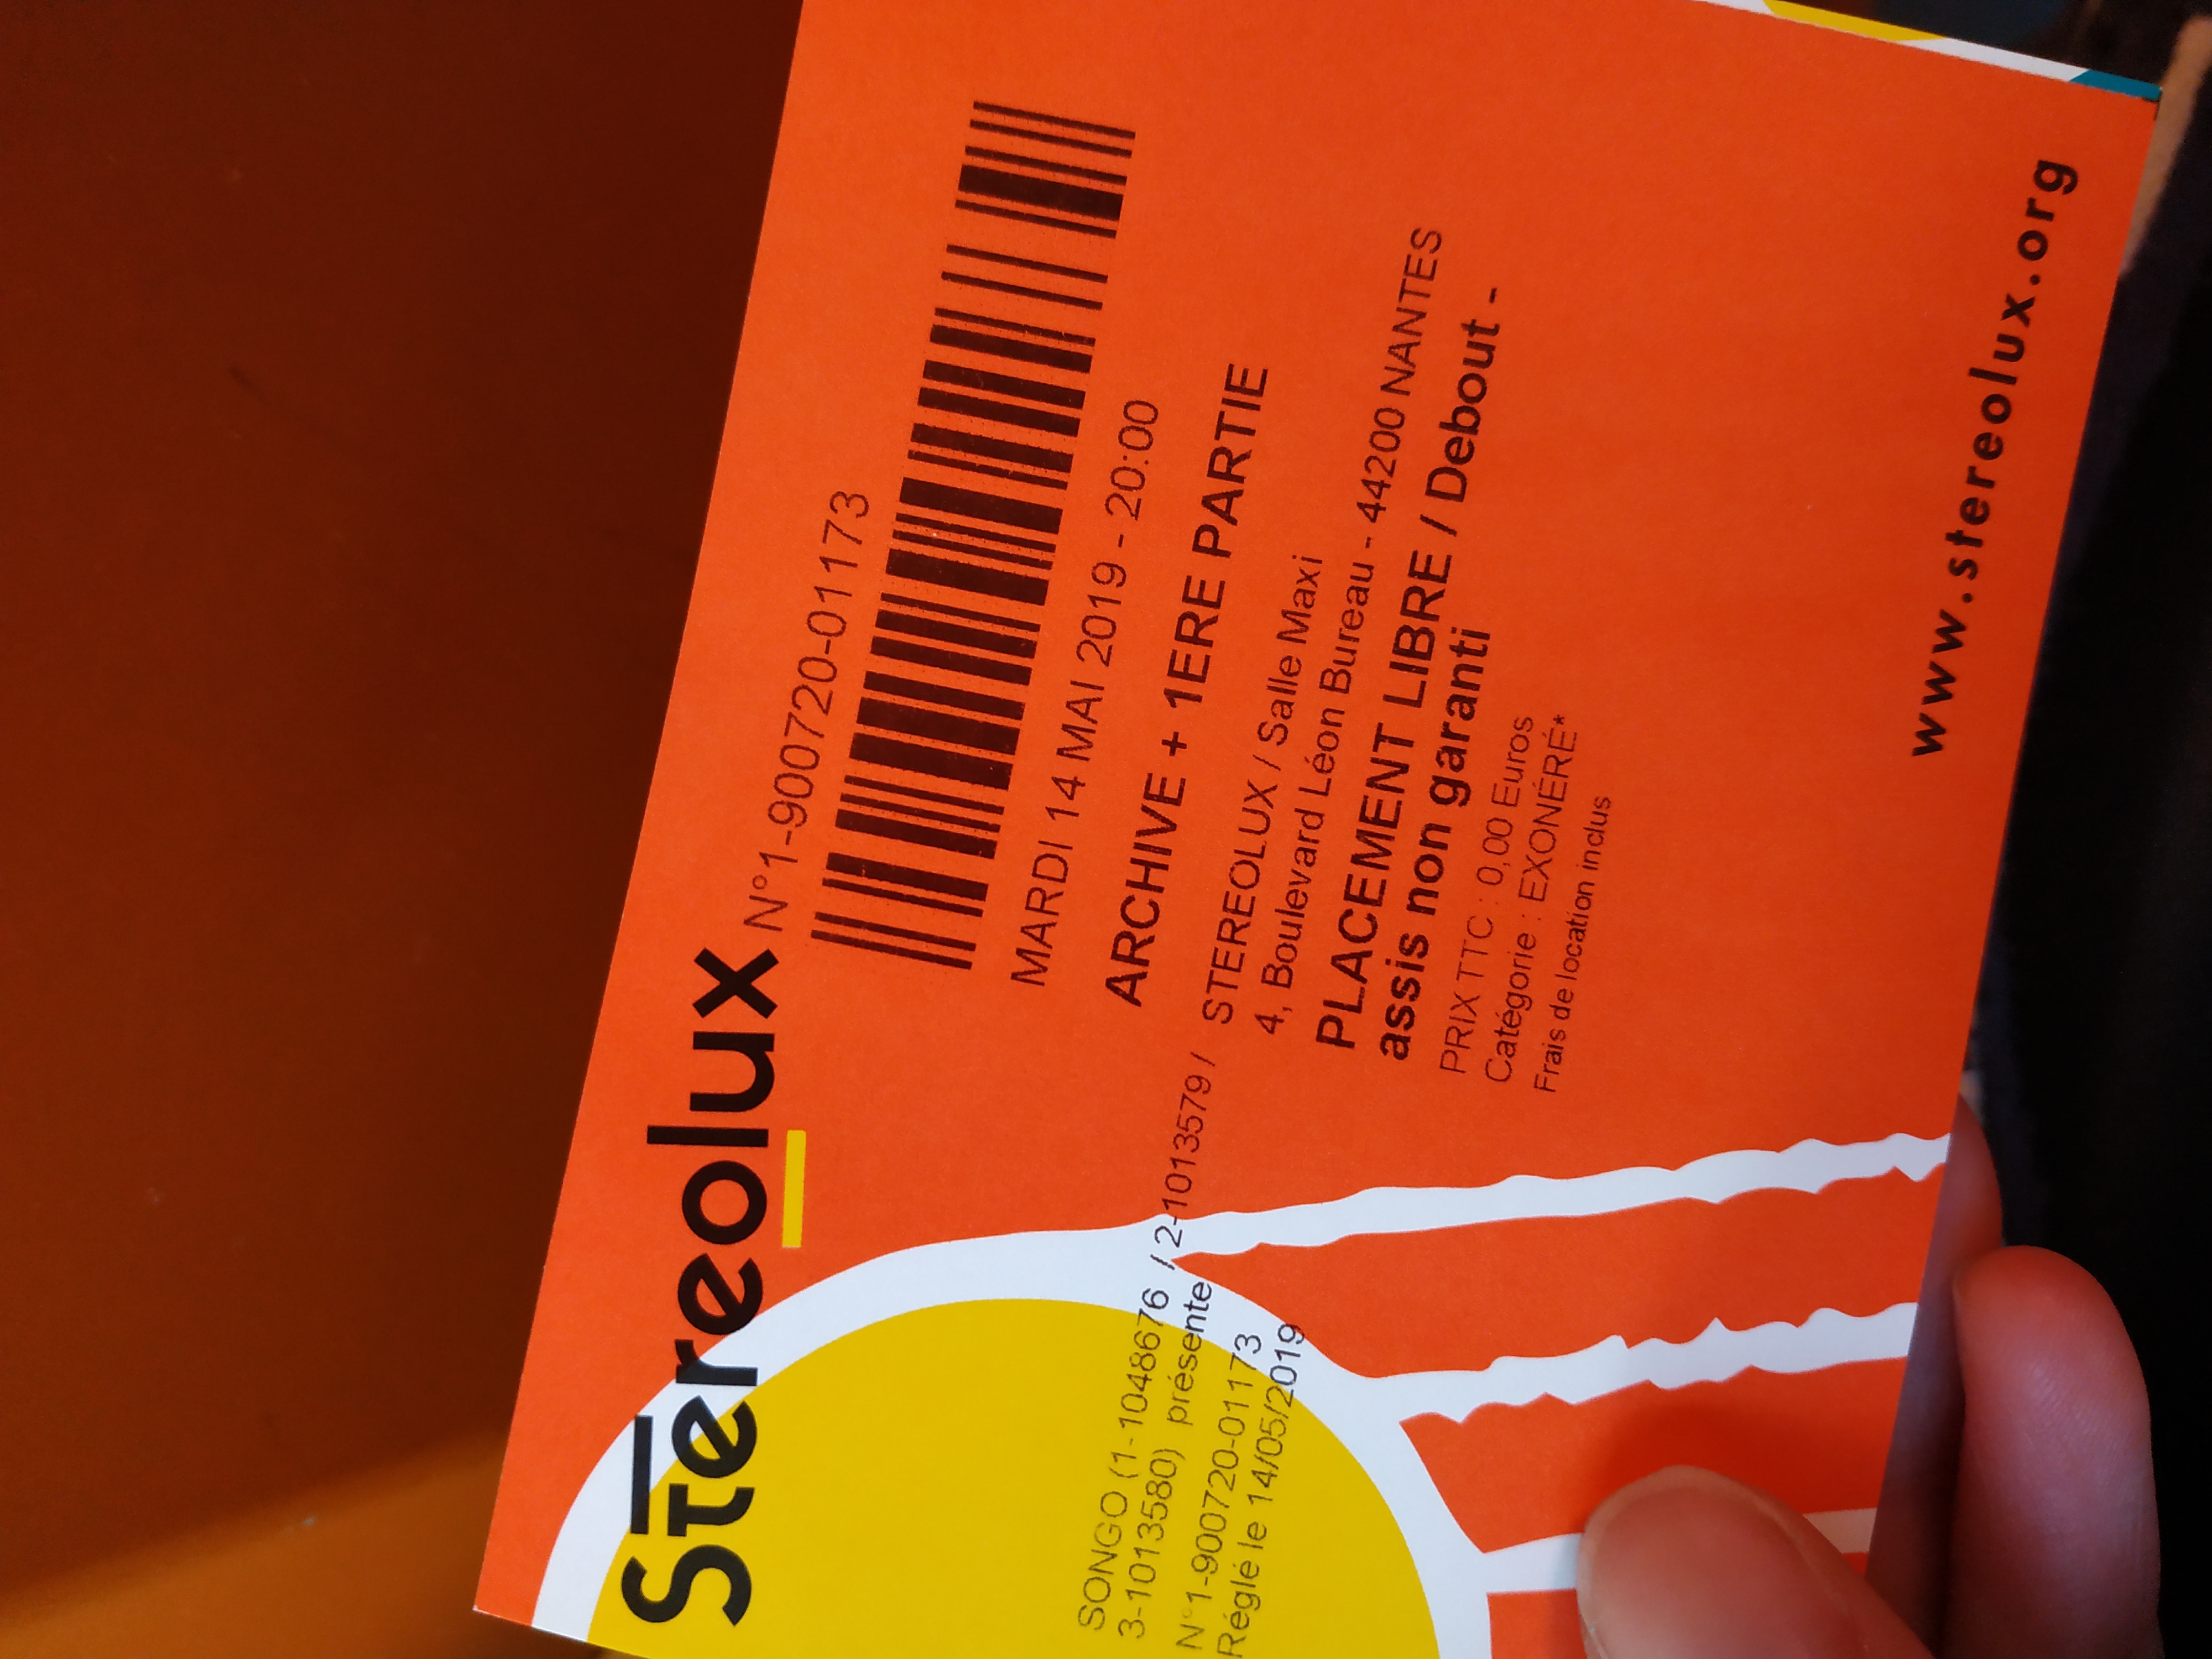 Stereolux
N°1-900720-01173
MARDI 14 MAI 2019 - 20:00
ARCHIVE + 1ERE PARTIE
STEREOLUX / Salle Maxi
4, Boulevard Léon Bureau - 44200 NANTES
PLACEMENT LIBRE / Debout -
assis non garanti
PRIX TTC : 0,00 Euros
Catégorie : EXONÉRÉ*
Frais de location inclus
SONGO (1-1048676 / 2-1013579 /
3-1013580) présente
N°1-900720-01173
Réglé le 14/05/2019
www.stereolux.org